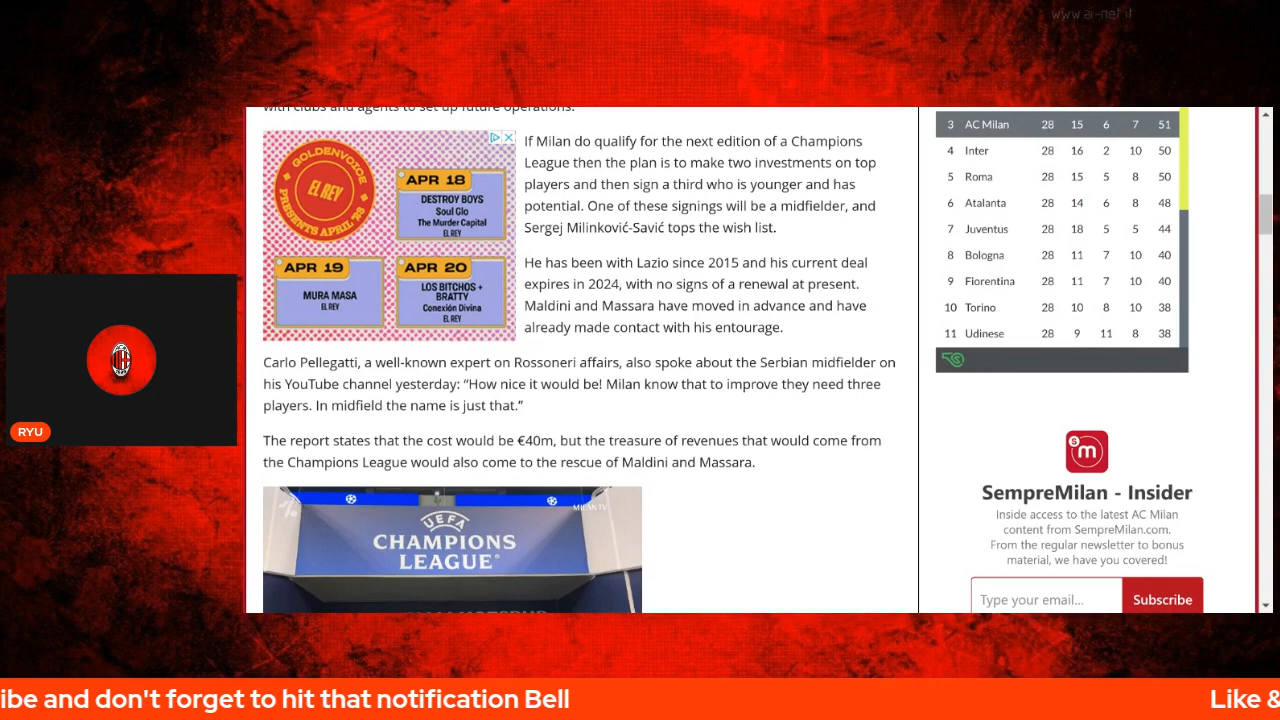 www.ai-net.it
with clubs and agents to set up future operations.
GOLDENVOICE
EL REY
PRESENTS APRIL '23
APR 18
DESTROY BOYS
Soul Glo
The Murder Capital
EL REY
APR 19
MURA MASA
EL REY
APR 20
LOS BITCHOS +
BRATTY
Conexión Divina
EL REY
If Milan do qualify for the next edition of a Champions
League then the plan is to make two investments on top
players and then sign a third who is younger and has
potential. One of these signings will be a midfielder, and
Sergej Milinković-Savić tops the wish list.
He has been with Lazio since 2015 and his current deal
expires in 2024, with no signs of a renewal at present.
Maldini and Massara have moved in advance and have
already made contact with his entourage.
Carlo Pellegatti, a well-known expert on Rossoneri affairs, also spoke about the Serbian midfielder on
his YouTube channel yesterday: “How nice it would be! Milan know that to improve they need three
players. In midfield the name is just that.”
The report states that the cost would be €40m, but the treasure of revenues that would come from
the Champions League would also come to the rescue of Maldini and Massara.
MILAN TV
UEFA
CHAMPIONS
LEAGUE
3 AC Milan 28 15 6 7 51
4 Inter 28 16 2 10 50
5 Roma 28 15 5 8 50
6 Atalanta 28 14 6 8 48
7 Juventus 28 18 5 5 44
8 Bologna 28 11 7 10 40
9 Fiorentina 28 11 7 10 40
10 Torino 28 10 8 10 38
11 Udinese 28 9 11 8 38
S m
SempreMilan - Insider
Inside access to the latest AC Milan
content from SempreMilan.com.
From the regular newsletter to bonus
material, we have you covered!
Type your email... Subscribe
RYU
ibe and don't forget to hit that notification Bell
Like &